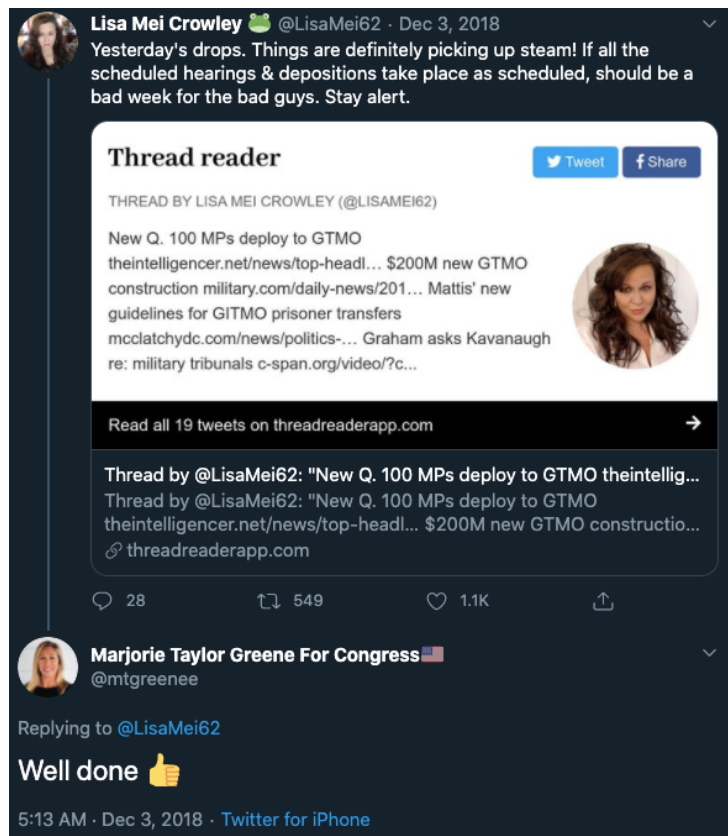 Lisa Mei Crowley 🐸 @LisaMei62 · Dec 3, 2018
Yesterday's drops. Things are definitely picking up steam! If all the
scheduled hearings & depositions take place as scheduled, should be a
bad week for the bad guys. Stay alert.
Thread reader
Tweet
Share
THREAD BY LISA MEI CROWLEY (@LISAMEI62)
New Q. 100 MPs deploy to GTMO
theintelligencer.net/news/top-headl... $200M new GTMO
construction military.com/daily-news/201... Mattis' new
guidelines for GITMO prisoner transfers
mcclatchydc.com/news/politics-... Graham asks Kavanaugh
re: military tribunals c-span.org/video/?c...
Read all 19 tweets on threadreaderapp.com
Thread by @LisaMei62: "New Q. 100 MPs deploy to GTMO theintellig...
Thread by @LisaMei62: "New Q. 100 MPs deploy to GTMO
theintelligencer.net/news/top-headl... $200M new GTMO constructio...
threadreaderapp.com
28 549 1.1K
Marjorie Taylor Greene For Congress🇺🇸
@mtgreenee
Replying to @LisaMei62
Well done 👍
5:13 AM · Dec 3, 2018 · Twitter for iPhone